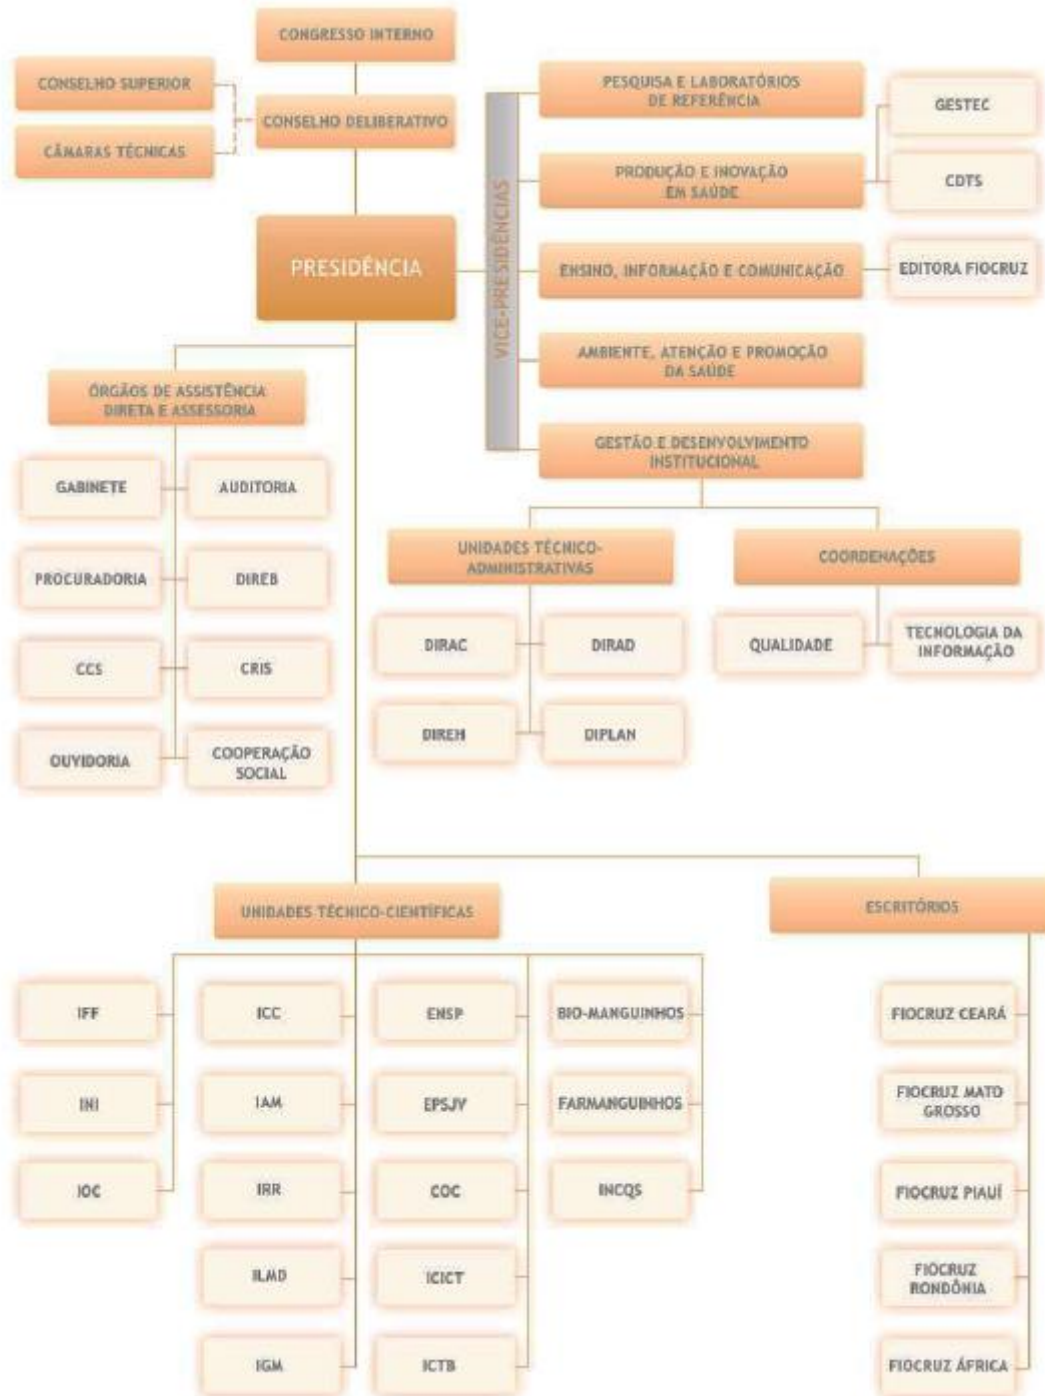 CONGRESSO INTERNO
CONSELHO SUPERIOR
CONSELHO DELIBERATIVO
CÂMARAS TÉCNICAS
PRESIDÊNCIA
VICE-PRESIDÊNCIAS
PESQUISA E LABORATÓRIOS
DE REFERÊNCIA
GESTEC
PRODUÇÃO E INOVAÇÃO
EM SAÚDE
CDTS
ENSINO, INFORMAÇÃO E COMUNICAÇÃO
EDITORA FIOCRUZ
AMBIENTE, ATENÇÃO E PROMOÇÃO
DA SAÚDE
GESTÃO E DESENVOLVIMENTO
INSTITUCIONAL
ÓRGÃOS DE ASSISTÊNCIA
DIRETA E ASSESSORIA
GABINETE
AUDITORIA
PROCURADORIA
DIREB
CCS
CRIS
OUVIDORIA
COOPERAÇÃO
SOCIAL
UNIDADES TÉCNICO-
ADMINISTRATIVAS
DIRAC
DIRAD
DIREH
DIPLAN
COORDENAÇÕES
QUALIDADE
TECNOLOGIA DA
INFORMAÇÃO
UNIDADES TÉCNICO-CIENTÍFICAS
IFF
ICC
ENSP
BIO-MANGUINHOS
INI
IAM
EPSJV
FARMANGUINHOS
IOC
IRR
COC
INCQS
ILMD
ICICT
IGM
ICTB
ESCRITÓRIOS
FIOCRUZ CEARÁ
FIOCRUZ MATO
GROSSO
FIOCRUZ PIAUÍ
FIOCRUZ
RONDÔNIA
FIOCRUZ ÁFRICA